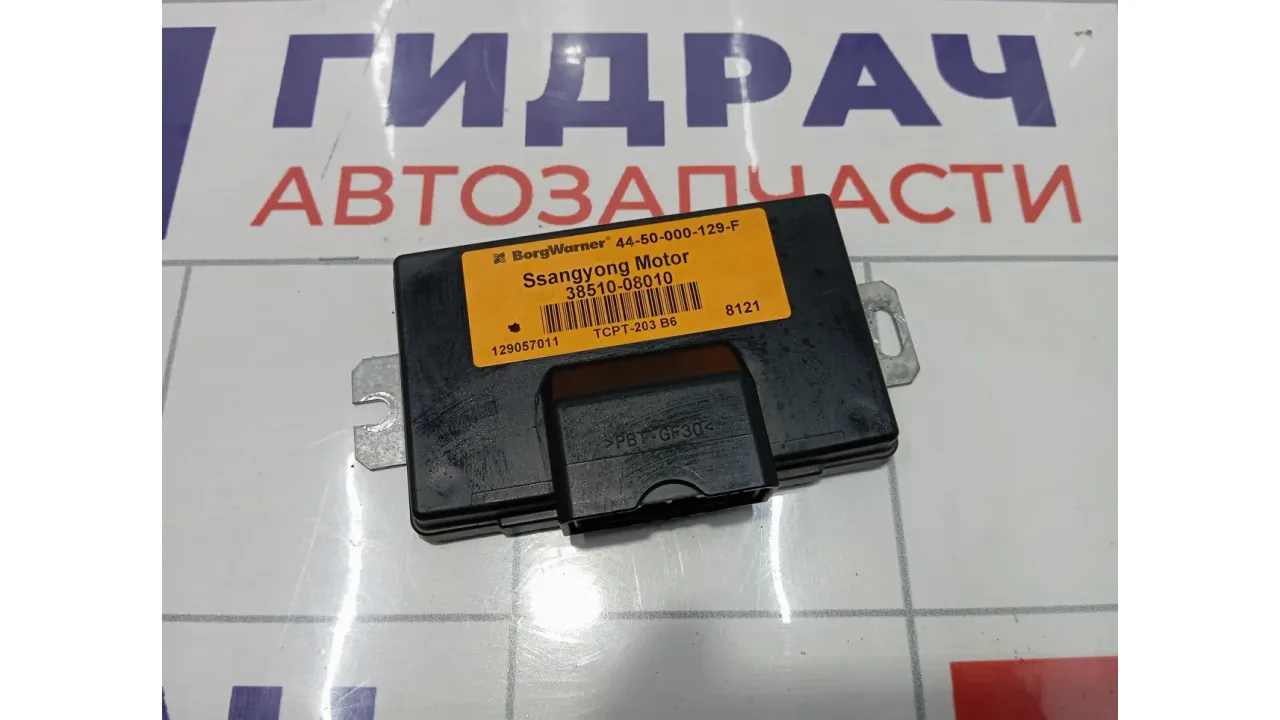 ГИДРАЧ
АВТОЗАПЧАСТИ
BorgWarner® 44-50-000-129-F
Ssangyong Motor
38510-08010
8121
129057011 TCPT-203 B6
>PBT-GF30<